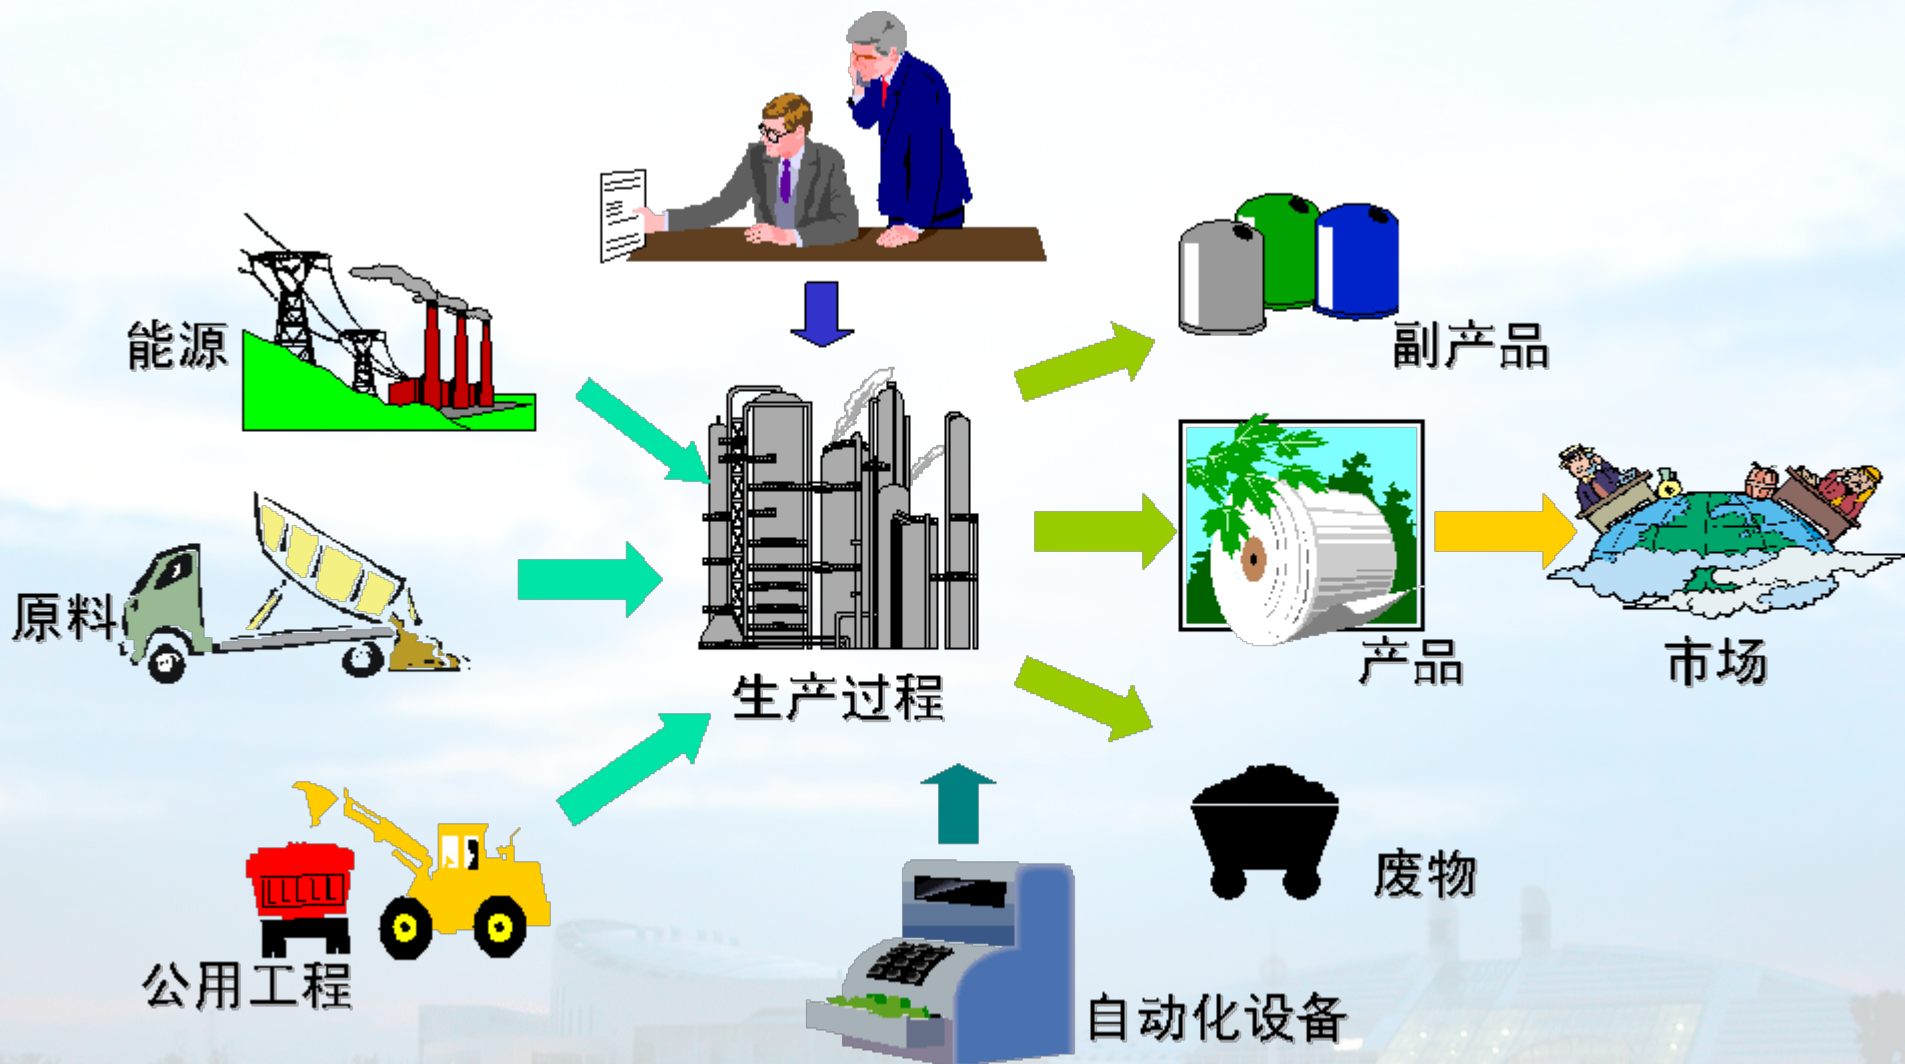 能源
副产品
原料
生产过程
产品
市场
废物
公用工程
自动化设备